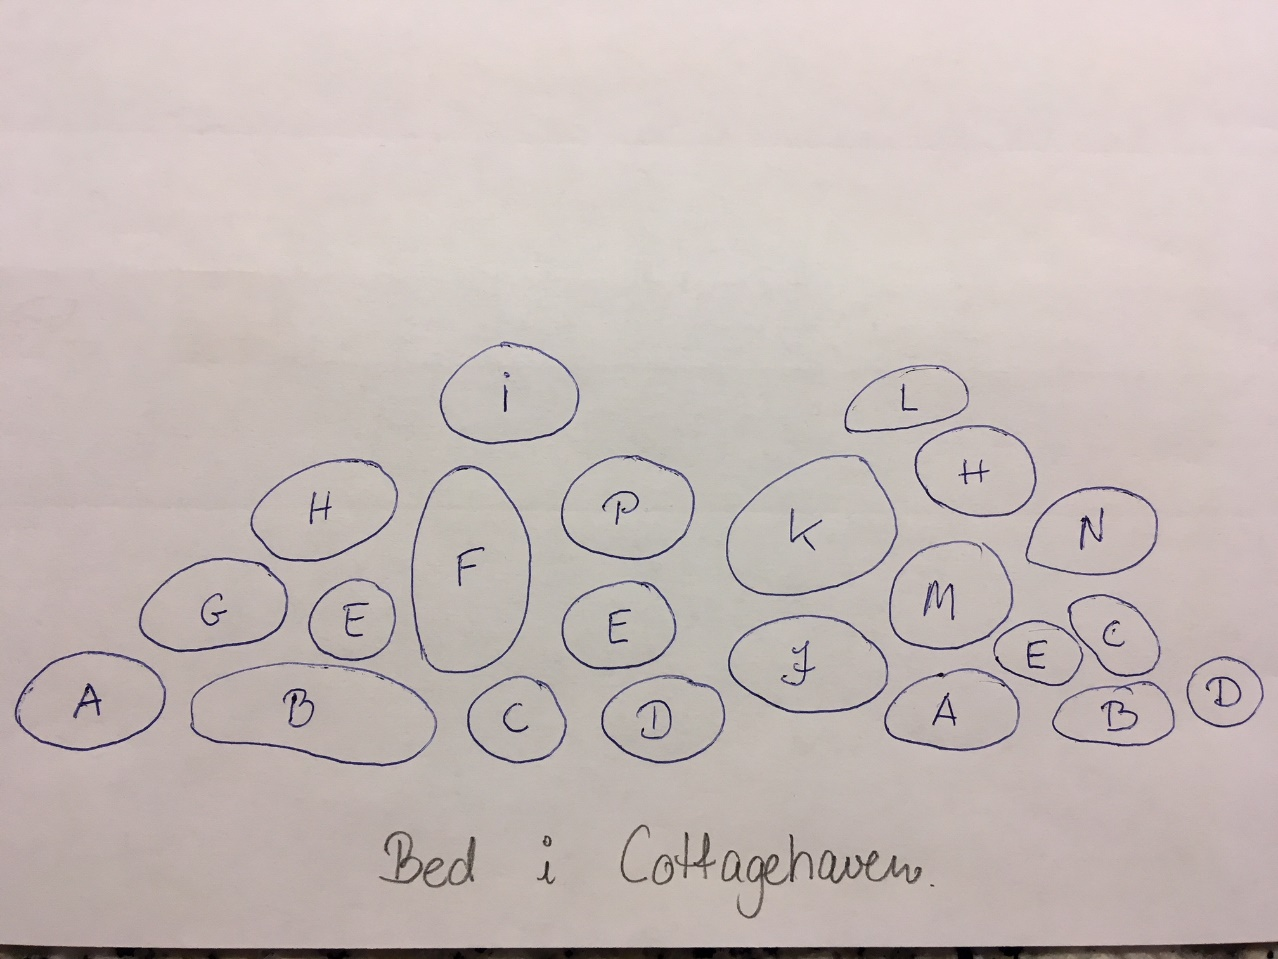 i
L
H F P K H N
G E E M E C
A B C D J A B D
Bed i Cottagehaven.